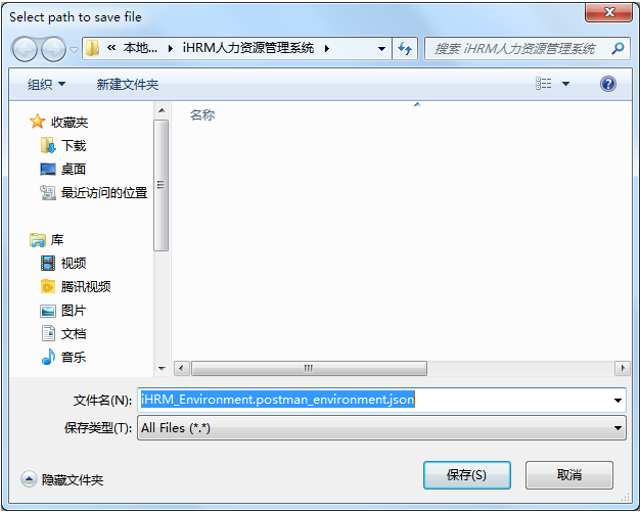 Select path to save file
« 本地... ▸ iHRM人力资源管理系统 ▸
搜索 iHRM人力资源管理系统
组织 新建文件夹
名称
收藏夹
下载
桌面
最近访问的位置
库
视频
腾讯视频
图片
文档
音乐
文件名(N): iHRM_Environment.postman_environment.json
保存类型(T): All Files (*.*)
隐藏文件夹
保存(S)
取消